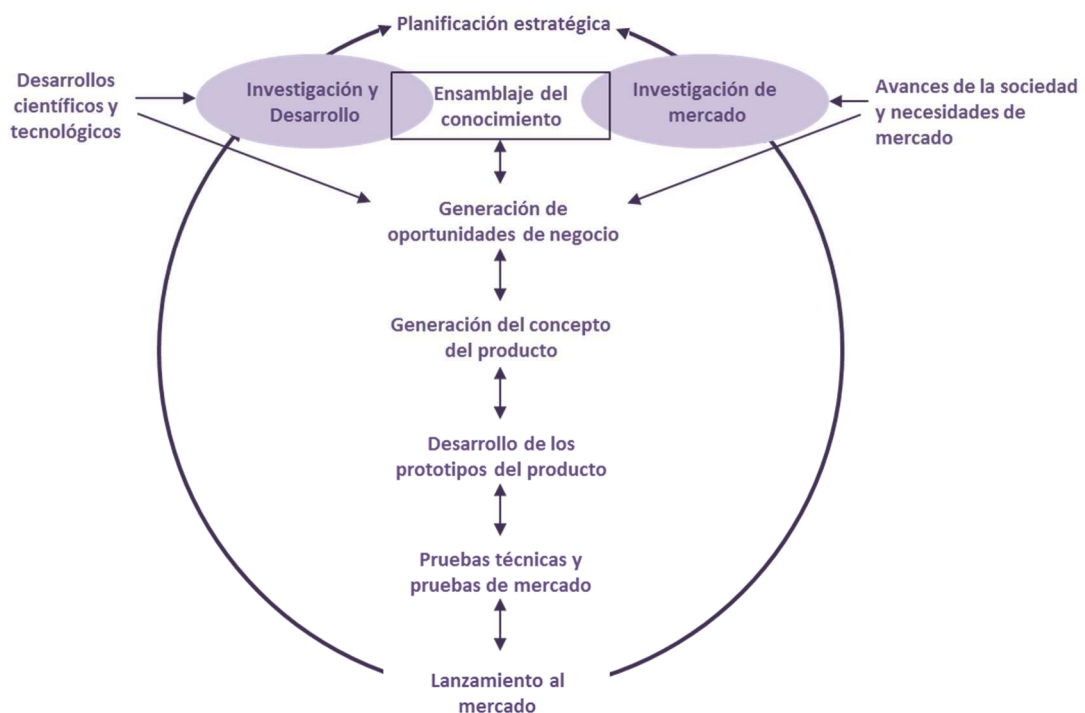 Planificación estratégica
Desarrollos
científicos y
tecnológicos
Investigación y
Desarrollo
Ensamblaje del
conocimiento
Investigación de
mercado
Avances de la sociedad
y necesidades de
mercado
Generación de
oportunidades de negocio
Generación del concepto
del producto
Desarrollo de los
prototipos del producto
Pruebas técnicas y
pruebas de mercado
Lanzamiento al
mercado